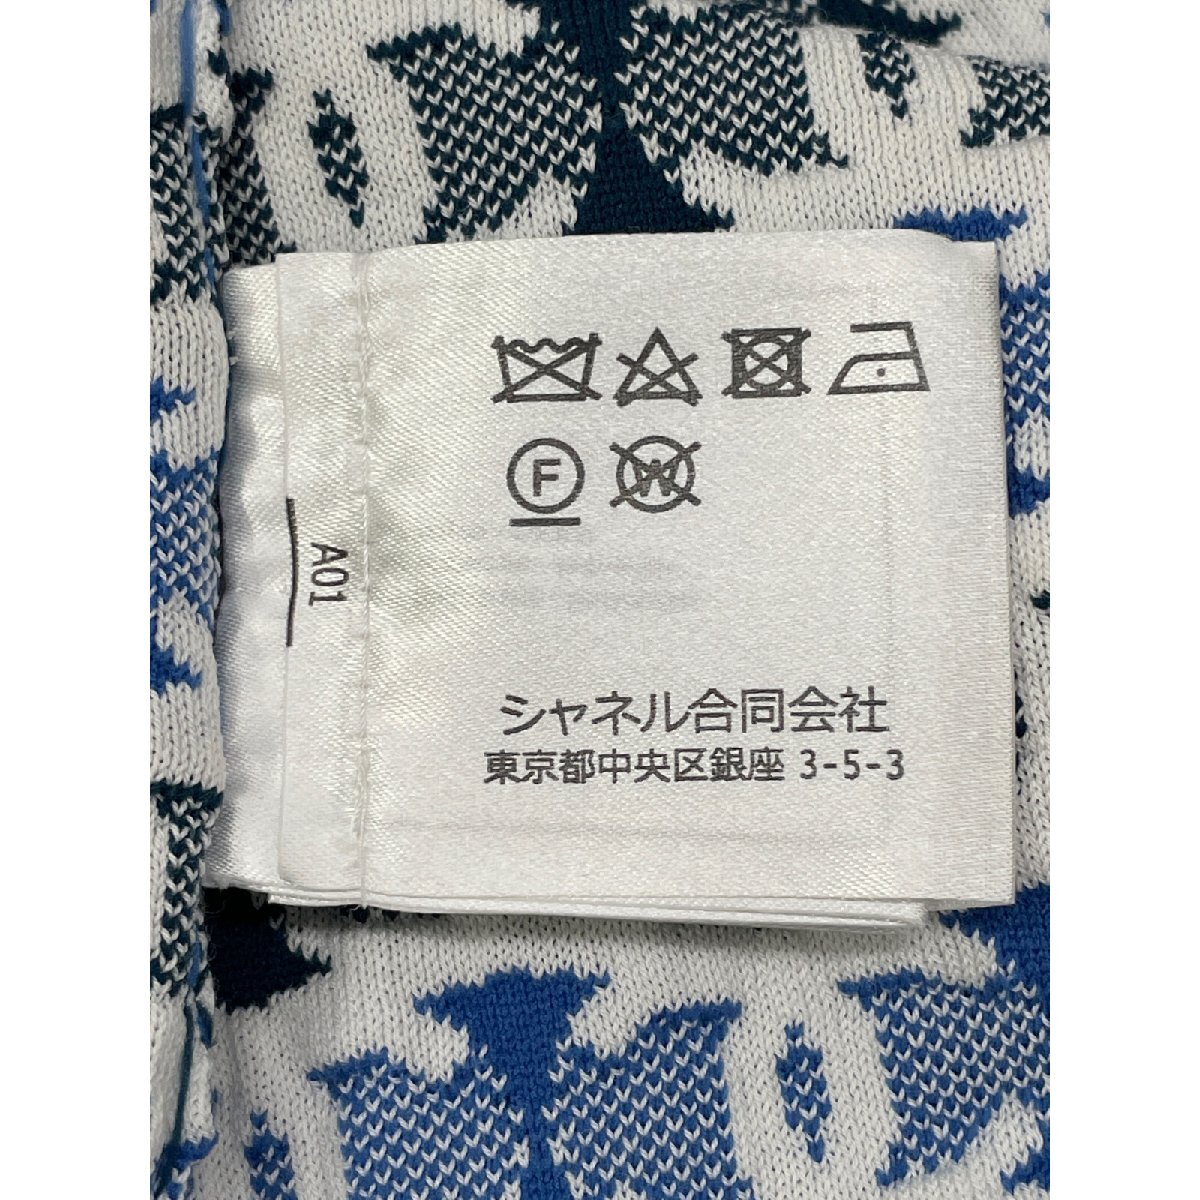 F W
A01
シャネル合同会社
東京都中央区銀座 3-5-3